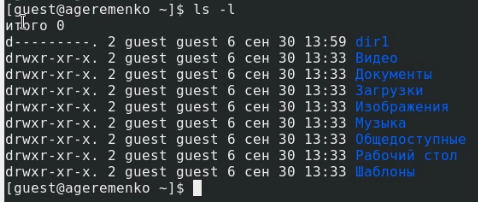 [guest@ageremenko ~]$ ls -l
итого 0
d---------. 2 guest guest 6 сен 30 13:59 dir1
drwxr-xr-x. 2 guest guest 6 сен 30 13:33 Видео
drwxr-xr-x. 2 guest guest 6 сен 30 13:33 Документы
drwxr-xr-x. 2 guest guest 6 сен 30 13:33 Загрузки
drwxr-xr-x. 2 guest guest 6 сен 30 13:33 Изображения
drwxr-xr-x. 2 guest guest 6 сен 30 13:33 Музыка
drwxr-xr-x. 2 guest guest 6 сен 30 13:33 Общедоступные
drwxr-xr-x. 2 guest guest 6 сен 30 13:33 Рабочий стол
drwxr-xr-x. 2 guest guest 6 сен 30 13:33 Шаблоны
[guest@ageremenko ~]$